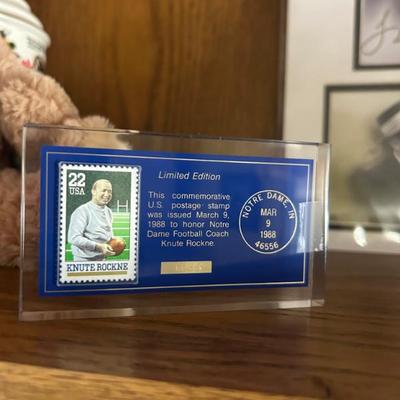 Limited Edition
22
USA
KNUTE ROCKNE
This commemorative
U.S. postage stamp
was issued March 9,
1988 to honor Notre
Dame Football Coach
Knute Rockne.
NOTRE DAME IN
MAR
9
1988
46556